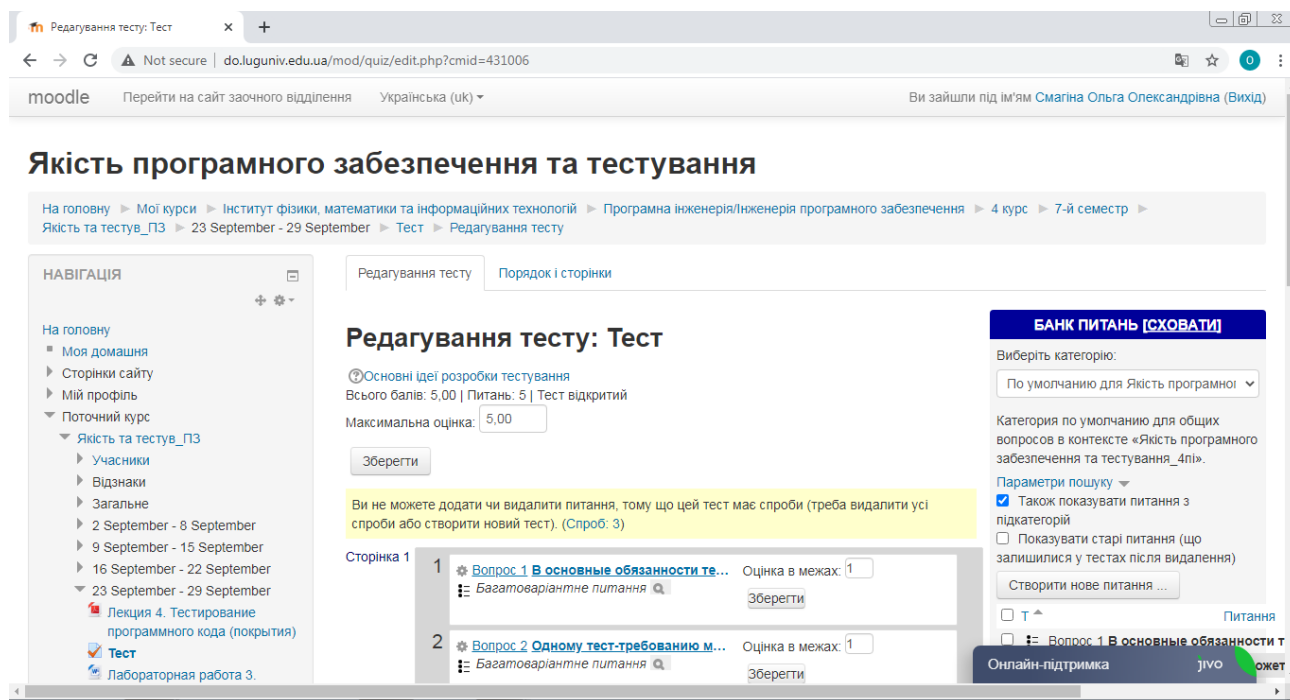 Редагування тесту: Тест
Not secure | do.luguniv.edu.ua/mod/quiz/edit.php?cmid=431006
O
moodle Перейти на сайт заочного відділення Українська (uk) Ви зайшли під ім'ям Смагіна Ольга Олександрівна (Вихід)
Якість програмного забезпечення та тестування
На головну ► Мої курси ► Інститут фізики, математики та інформаційних технологій ► Програмна інженерія/Інженерія програмного забезпечення ► 4 курс ► 7-й семестр ►
Якість та тестув_ПЗ ► 23 September - 29 September ► Тест ► Редагування тесту
НАВІГАЦІЯ
На головну
Моя домашня
Сторінки сайту
Мій профіль
Поточний курс
Якість та тестув_ПЗ
Учасники
Відзнаки
Загальне
2 September - 8 September
9 September - 15 September
16 September - 22 September
23 September - 29 September
Лекция 4. Тестирование
программного кода (покрытия)
Тест
Лабораторная работа 3.
Редагування тесту Порядок і сторінки
Редагування тесту: Тест
Основні ідеї розробки тестування
Всього балів: 5,00 | Питань: 5 | Тест відкритий
Максимальна оцінка: 5,00
Зберегти
Ви не можете додати чи видалити питання, тому що цей тест має спроби (треба видалити усі
спроби або створити новий тест). (Спроб: 3)
Сторінка 1
1 Вопрос 1 В основные обязанности те... Оцінка в межах: 1
Багатоваріантне питання
Зберегти
2 Вопрос 2 Одному тест-требованию м... Оцінка в межах: 1
Багатоваріантне питання
Зберегти
БАНК ПИТАНЬ [СХОВАТИ]
Виберіть категорію:
По умолчанию для Якість програмног
Категория по умолчанию для общих
вопросов в контексте «Якість програмного
забезпечення та тестування_4пі».
Параметри пошуку
Також показувати питання з
підкатегорій
Показувати старі питання (що
залишилися у тестах після видалення)
Створити нове питання ...
Т Питання
Вопрос 1 В основные обязанности т
Онлайн-підтримка jivo
ожет